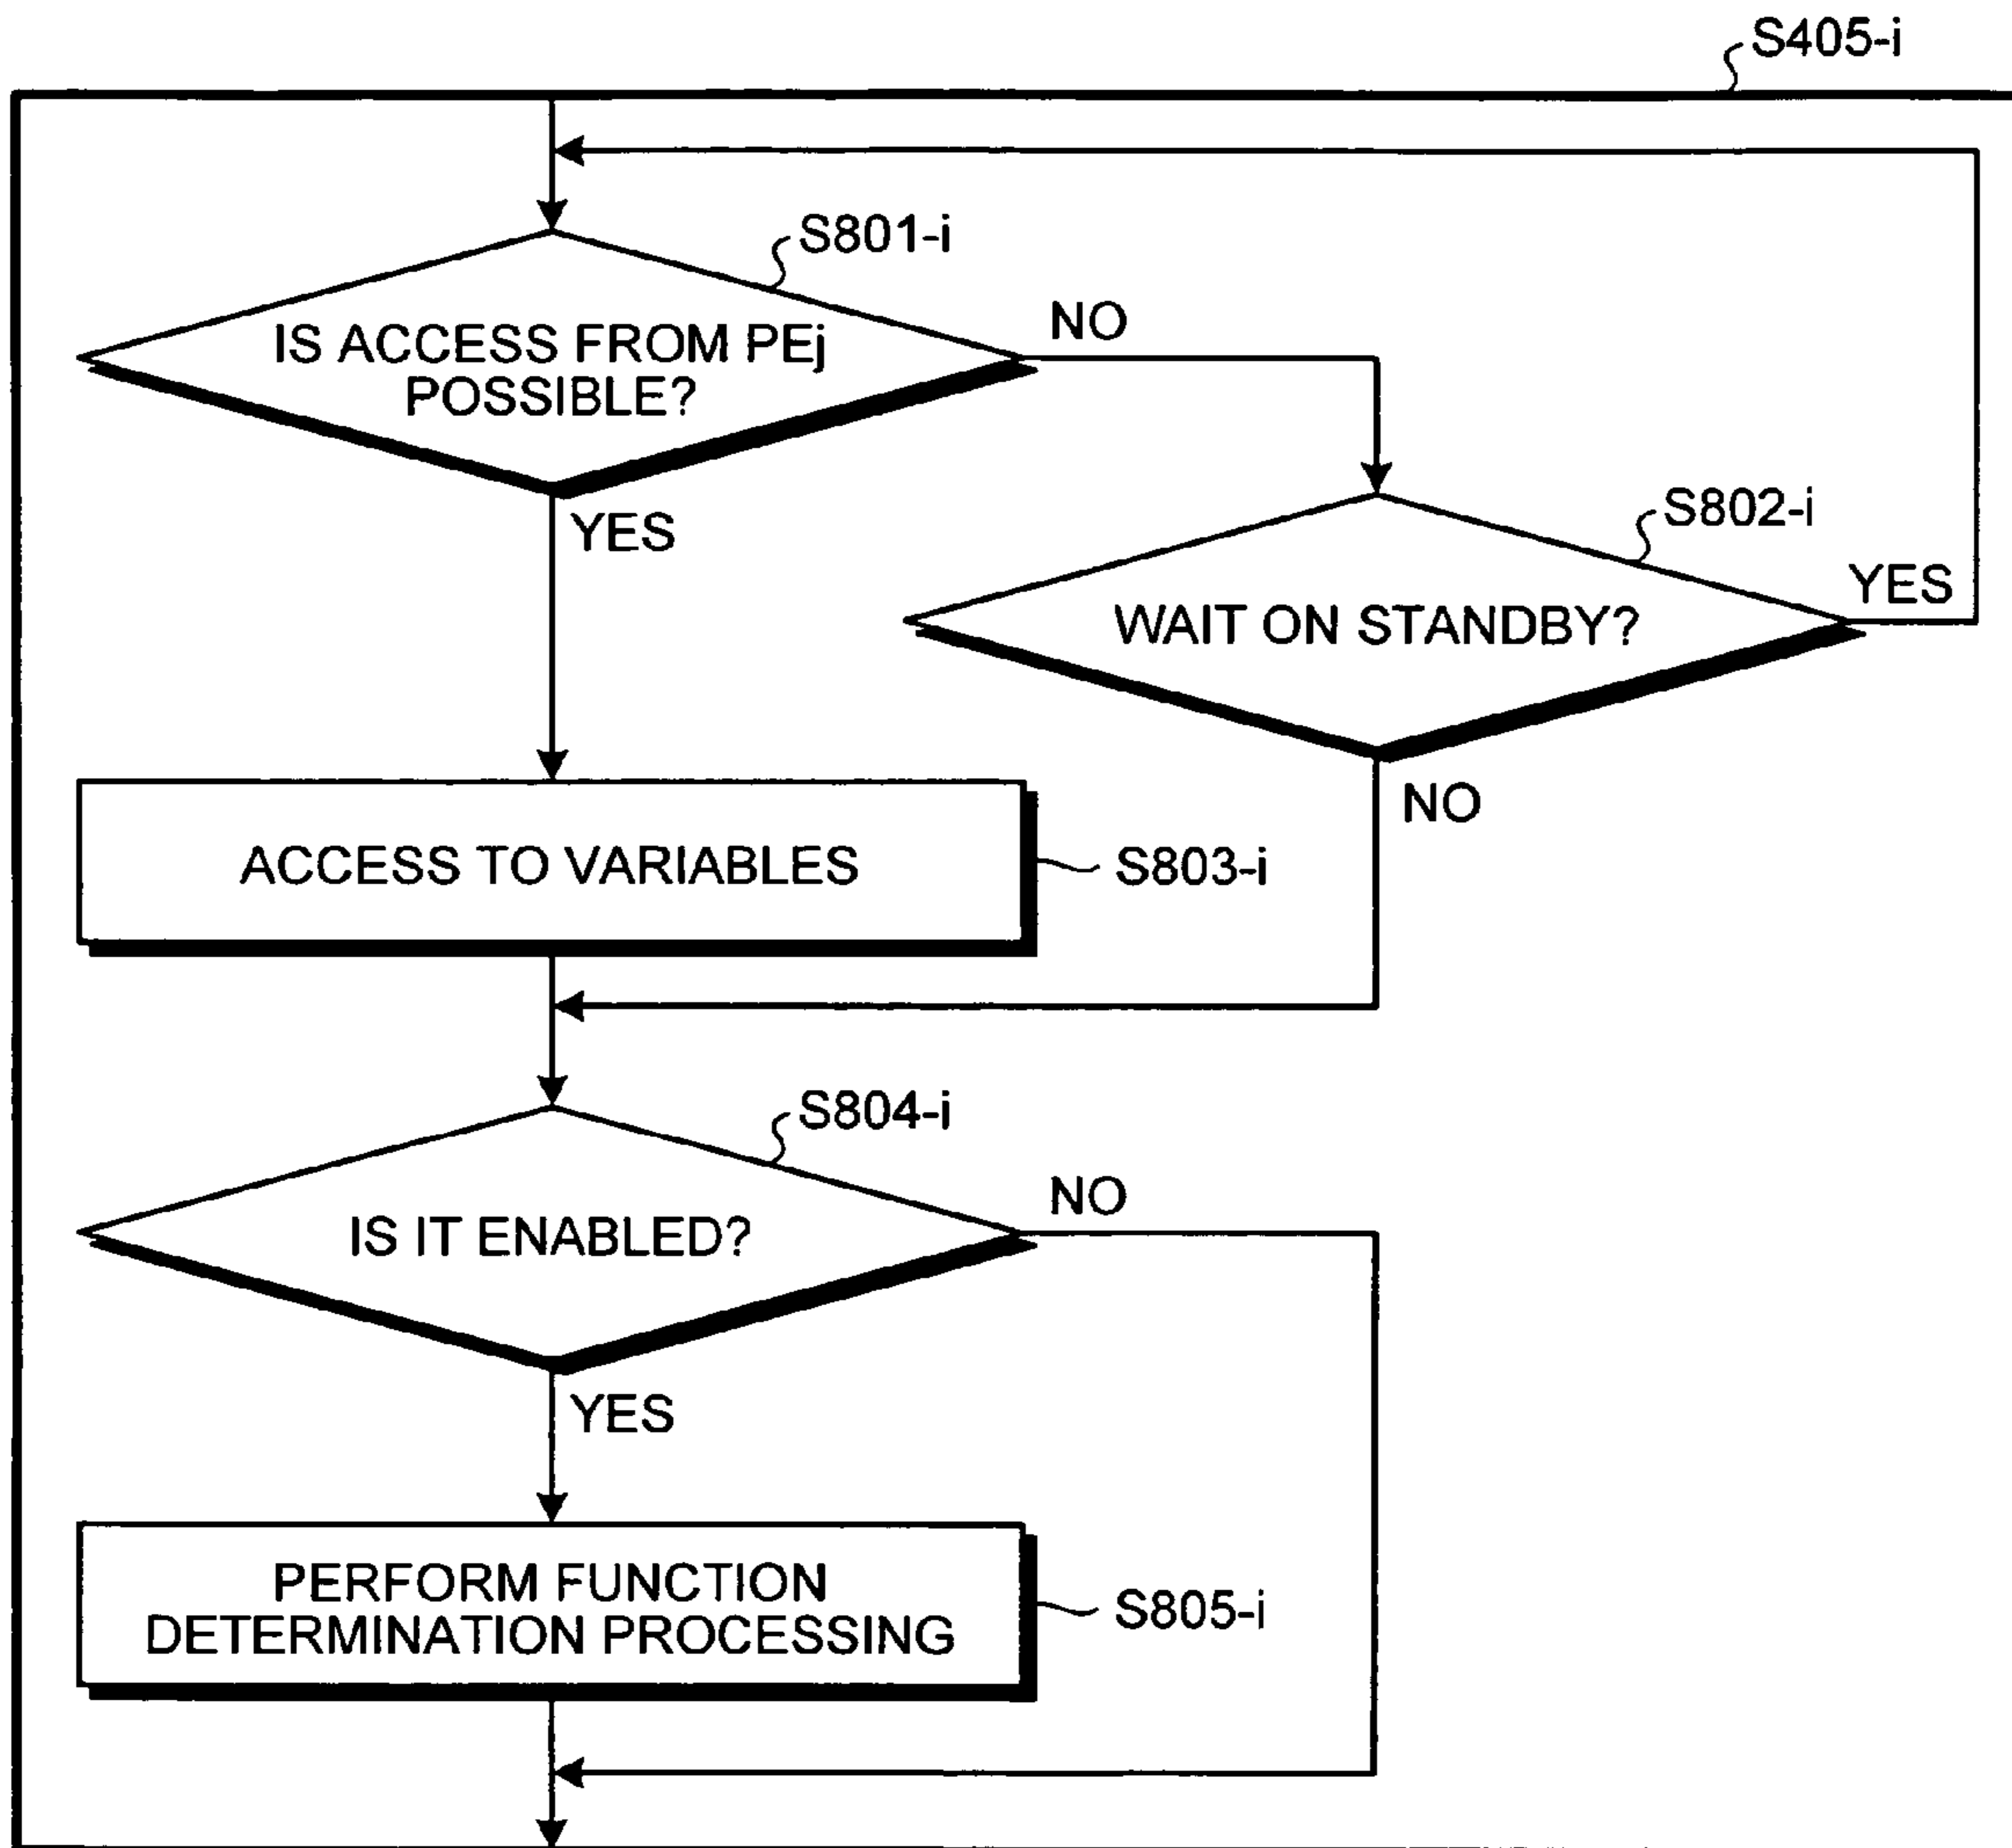 S405-i
S801-i
IS ACCESS FROM PEj
POSSIBLE?
NO
YES
S802-i
WAIT ON STANDBY?
YES
NO
ACCESS TO VARIABLES
S803-i
S804-i
IS IT ENABLED?
NO
YES
PERFORM FUNCTION
DETERMINATION PROCESSING
S805-i